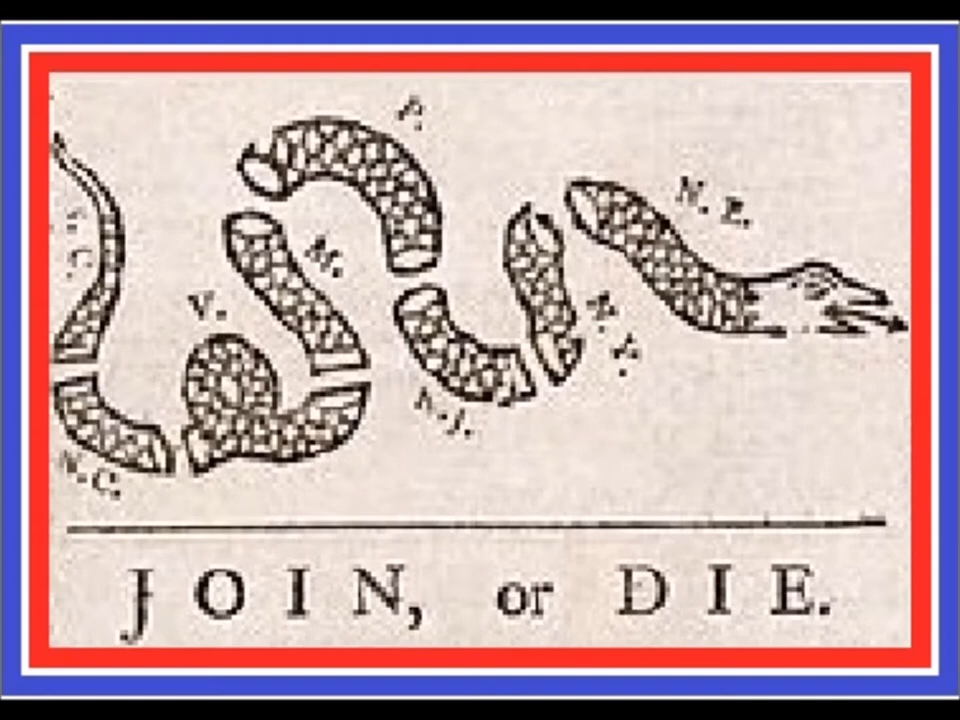 P.
N. E.
S. C.
M.
V.
N. Y.
N. J.
N. C.
JOIN, or DIE.